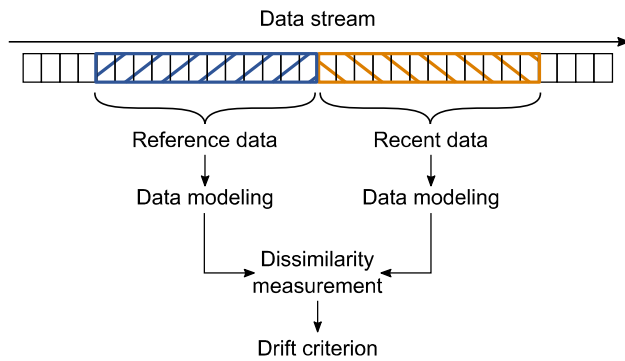 Data stream
Reference data
Recent data
Data modeling
Data modeling
Dissimilarity
measurement
Drift criterion